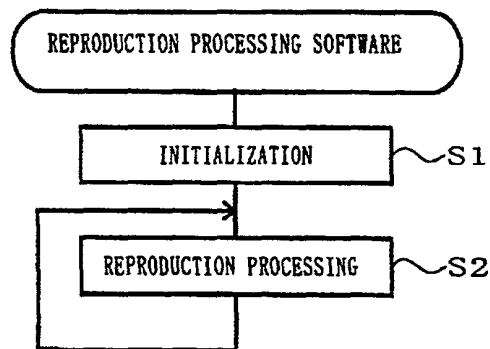 REPRODUCTION PROCESSING SOFTWARE
INITIALIZATION
S1
REPRODUCTION PROCESSING
S2